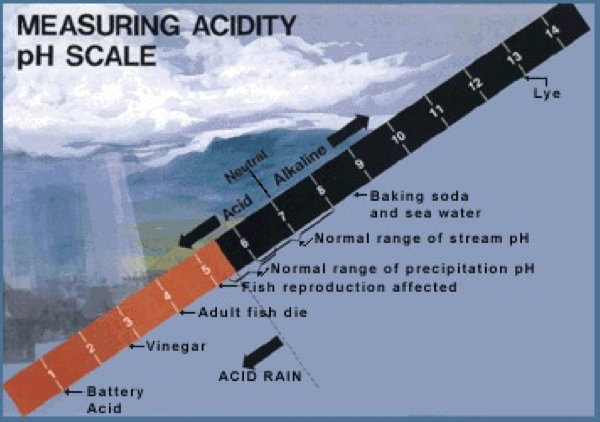 MEASURING ACIDITY
pH SCALE
14
13
12
11
10
9
8
7
6
5
4
3
2
1
Lye
Alkaline
Neutral
Acid
Baking soda
and sea water
Normal range of stream pH
Normal range of precipitation pH
Fish reproduction affected
Adult fish die
Vinegar
ACID RAIN
Battery
Acid